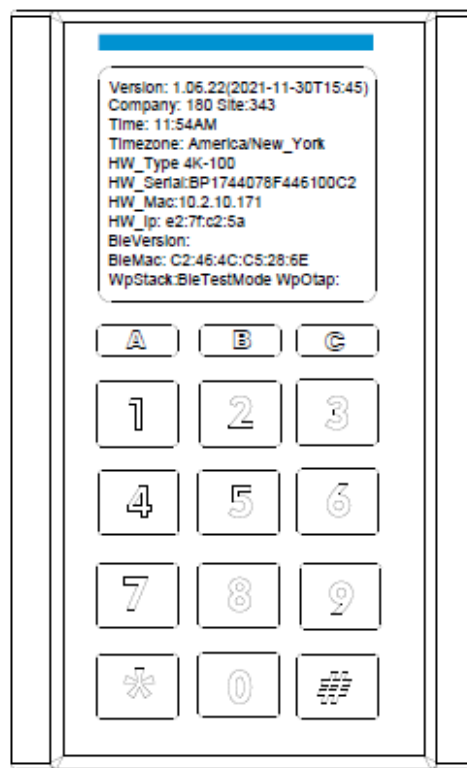 Version: 1.06.22(2021-11-30T15:45)
Company: 180 Site:343
Time: 11:54AM
Timezone: America/New_York
HW_Type 4K-100
HW_Serial:BP1744078F446100C2
HW_Mac:10.2.10.171
HW_Ip: e2:7f:c2:5a
BleVersion:
BleMac: C2:46:4C:C5:28:6E
WpStack:BleTestMode WpOtap:
A B C
1 2 3
4 5 6
7 8 9
* 0 #